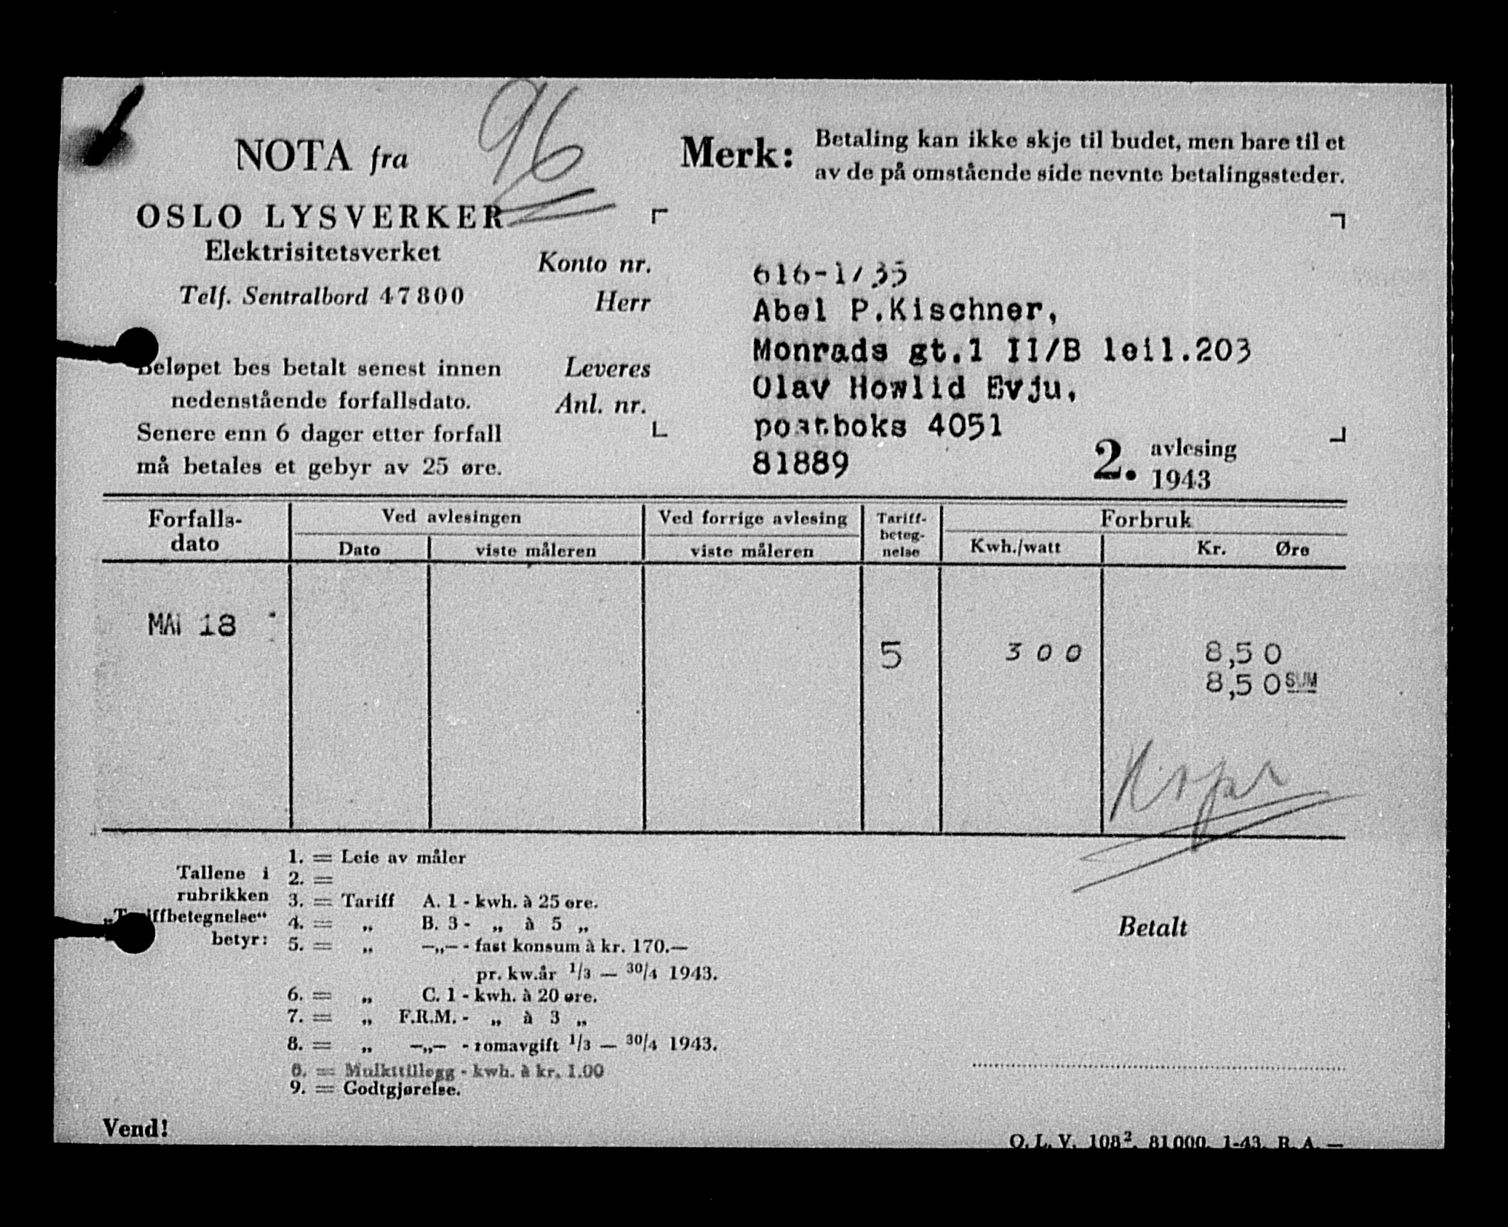 96
NOTA fra
OSLO LYSVERKER
Elektrisitetsverket
Telf. Sentralbord 47800
Merk: Betaling kan ikke skje til budet, men bare til et
av de på omstående side nevnte betalingssteder.
Beløpet bes betalt senest innen
nedenstående forfallsdato.
Senere enn 6 dager etter forfall
må betales et gebyr av 25 øre.
Konto nr. 616-1/35
Herr Abel P.Kischner,
Monrads gt.1 II/B leil.203
Leveres Olav Howlid Evju,
Anl. nr. postboks 4051
81889
2. avlesing
1943
Forfalls-
dato
Ved avlesingen
Dato viste måleren
Ved forrige avlesing
viste måleren
Tariff-
beteg-
nelse
Forbruk
Kwh./watt Kr. Øre
MAI 18
5 300 8,50
8,50 SUM
Tallene i
rubrikken
„Tariffbetegnelse“
betyr:
1. = Leie av måler
2. =
3. = Tariff A. 1 - kwh. à 25 øre.
4. = „ B. 3 - „ à 5 „
5. = „ —„— - fast konsum à kr. 170.—
pr. kw.år 1/3 — 30/4 1943.
6. = „ C. 1 - kwh. à 20 øre.
7. = „ F.R.M. - „ à 3 „
8. = „ —„— - romavgift 1/3 — 30/4 1943.
8. = Mulkttillegg - kwh. à kr. 1.00
9. = Godtgjørelse.
Betalt
Vend!
O. L. V. 108². 81000. 1-43. R. A. —